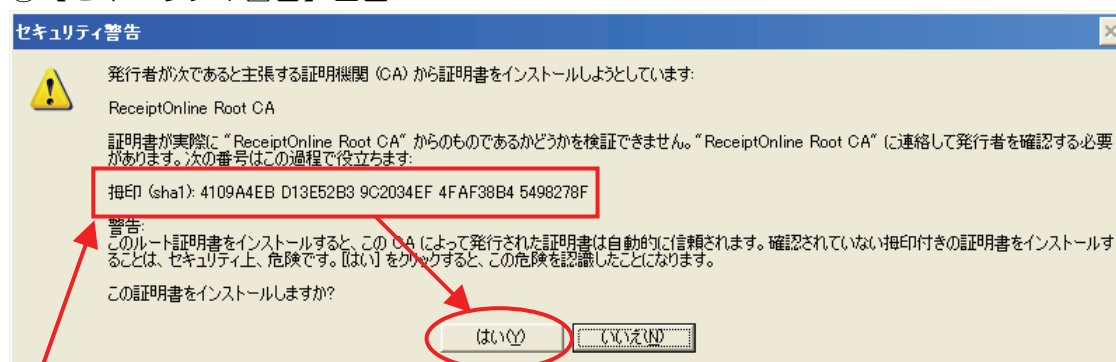 セキュリティ警告
発行者が次であると主張する証明機関 (CA) から証明書をインストールしようとしています:
ReceiptOnline Root CA
証明書が実際に "ReceiptOnline Root CA" からのものであるかどうかを検証できません。"ReceiptOnline Root CA" に連絡して発行者を確認する必要
があります。次の番号はこの過程で役立ちます:
拇印 (sha1): 4109A4EB D13E52B3 9C2034EF 4FAF38B4 5498278F
警告:
このルート証明書をインストールすると、この CA によって発行された証明書は自動的に信頼されます。確認されていない拇印付きの証明書をインストールす
ることは、セキュリティ上、危険です。[はい] をクリックすると、この危険を認識したことになります。
この証明書をインストールしますか?
はい(Y) いいえ(N)